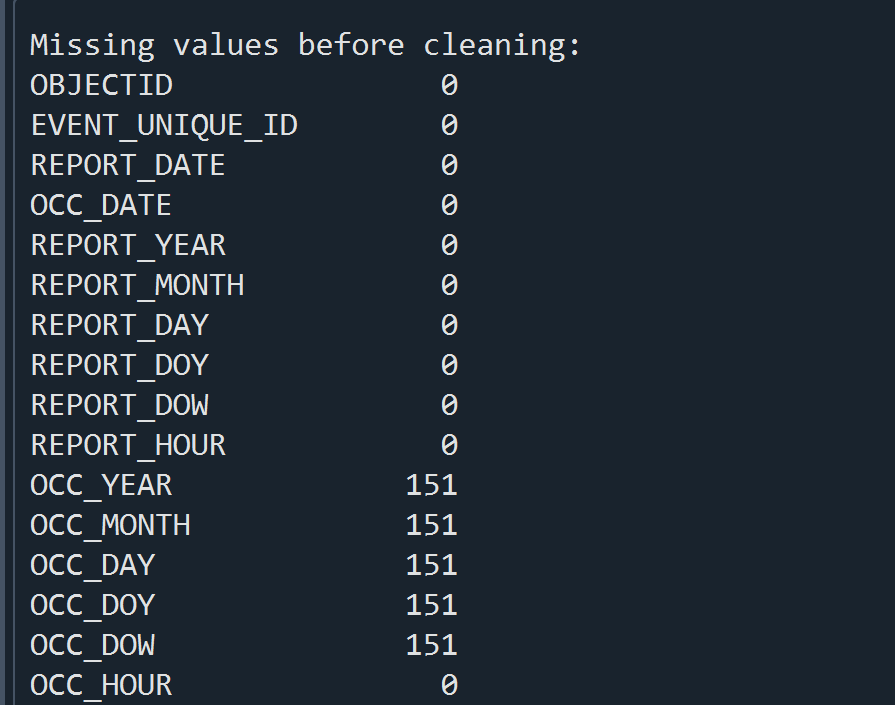 Missing values before cleaning:
OBJECTID 0
EVENT_UNIQUE_ID 0
REPORT_DATE 0
OCC_DATE 0
REPORT_YEAR 0
REPORT_MONTH 0
REPORT_DAY 0
REPORT_DOY 0
REPORT_DOW 0
REPORT_HOUR 0
OCC_YEAR 151
OCC_MONTH 151
OCC_DAY 151
OCC_DOY 151
OCC_DOW 151
OCC_HOUR 0